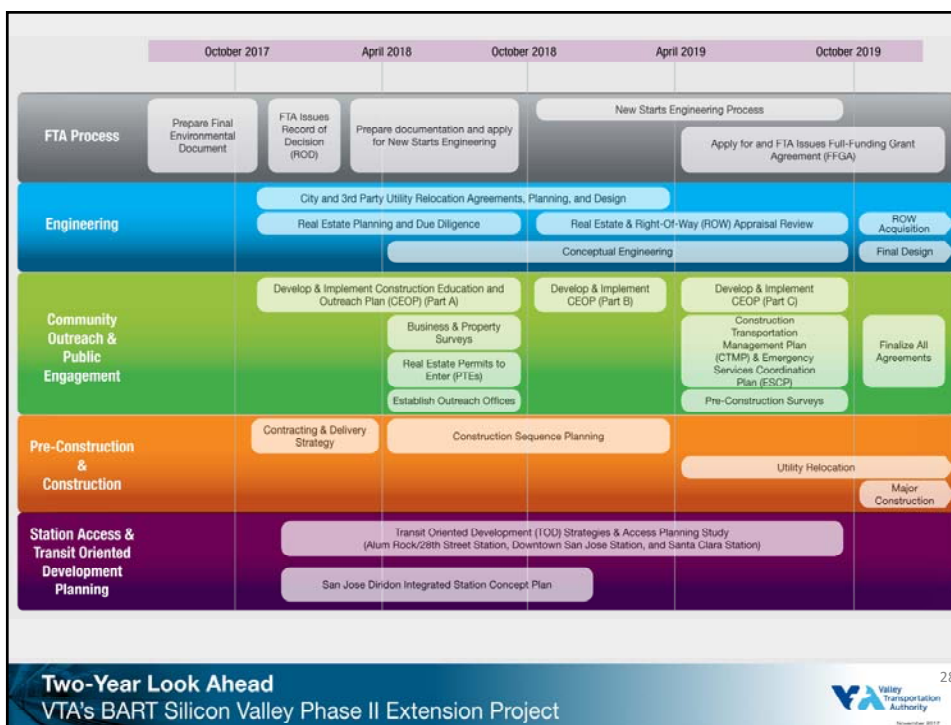 October 2017
April 2018
October 2018
April 2019
October 2019
FTA Process
Prepare Final
Environmental
Document
FTA Issues
Record of
Decision
(ROD)
Prepare documentation and apply
for New Starts Engineering
New Starts Engineering Process
Apply for and FTA Issues Full-Funding Grant
Agreement (FFGA)
Engineering
City and 3rd Party Utility Relocation Agreements, Planning, and Design
Real Estate Planning and Due Diligence
Real Estate & Right-Of-Way (ROW) Appraisal Review
ROW
Acquisition
Conceptual Engineering
Final Design
Community
Outreach &
Public
Engagement
Develop & Implement Construction Education and
Outreach Plan (CEOP) (Part A)
Develop & Implement
CEOP (Part B)
Develop & Implement
CEOP (Part C)
Business & Property
Surveys
Construction
Transportation
Management Plan
(CTMP) & Emergency
Services Coordination
Plan (ESCP)
Finalize All
Agreements
Real Estate Permits to
Enter (PTEs)
Establish Outreach Offices
Pre-Construction Surveys
Pre-Construction
&
Construction
Contracting & Delivery
Strategy
Construction Sequence Planning
Utility Relocation
Major
Construction
Station Access &
Transit Oriented
Development
Planning
Transit Oriented Development (TOD) Strategies & Access Planning Study
(Alum Rock/28th Street Station, Downtown San Jose Station, and Santa Clara Station)
San Jose Diridon Integrated Station Concept Plan
Two-Year Look Ahead
VTA's BART Silicon Valley Phase II Extension Project
28
VTA
Valley
Transportation
Authority
November 2017